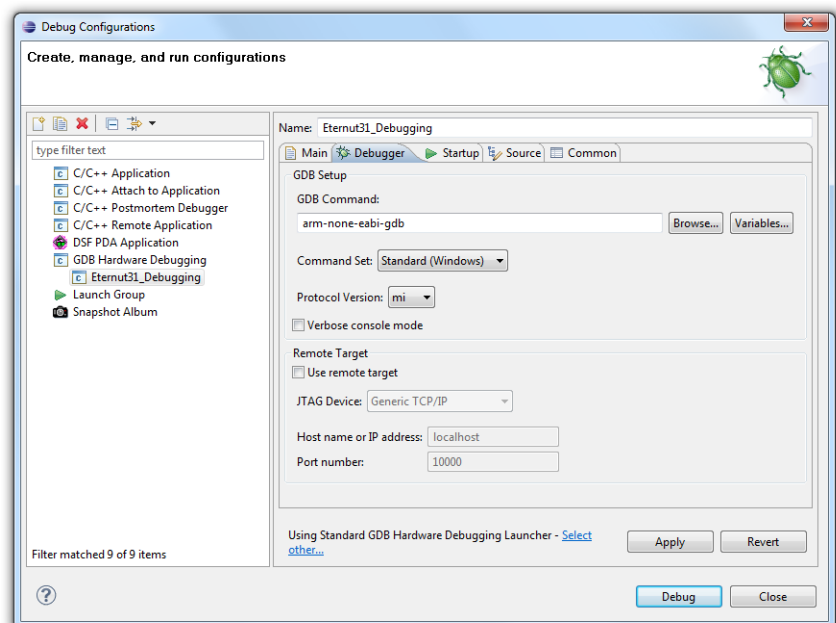 Debug Configurations
Create, manage, and run configurations
type filter text
C/C++ Application
C/C++ Attach to Application
C/C++ Postmortem Debugger
C/C++ Remote Application
DSF PDA Application
GDB Hardware Debugging
Eternut31_Debugging
Launch Group
Snapshot Album
Filter matched 9 of 9 items
Name: Eternut31_Debugging
Main Debugger Startup Source Common
GDB Setup
GDB Command:
arm-none-eabi-gdb Browse... Variables...
Command Set: Standard (Windows)
Protocol Version: mi
Verbose console mode
Remote Target
Use remote target
JTAG Device: Generic TCP/IP
Host name or IP address: localhost
Port number: 10000
Using Standard GDB Hardware Debugging Launcher - Select
other...
Apply Revert
? Debug Close